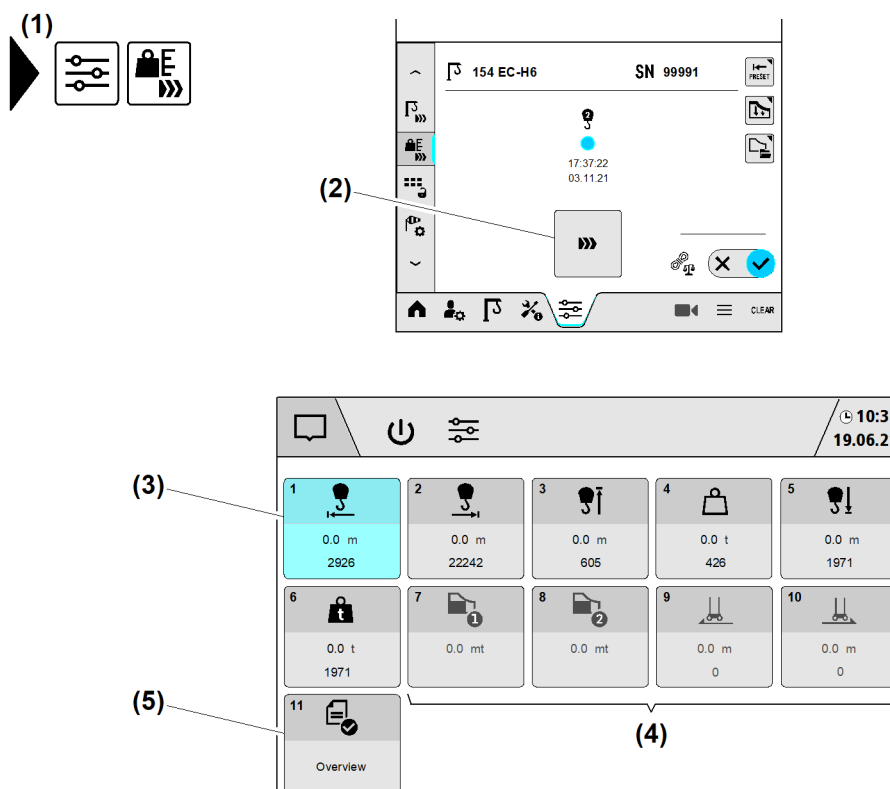 (1)
E
154 EC-H6 SN 99991
PRESET
2
17:37:22
03.11.21
E
(2)
CLEAR
10:3
19.06.2
(3)
1 2 3 4 5
0.0 m 0.0 m 0.0 m 0.0 t 0.0 m
2926 22242 605 426 1971
6 t 7 1 8 2 9 10
0.0 t 0.0 mt 0.0 mt 0.0 m 0.0 m
1971 0 0
(5)
11
(4)
Overview